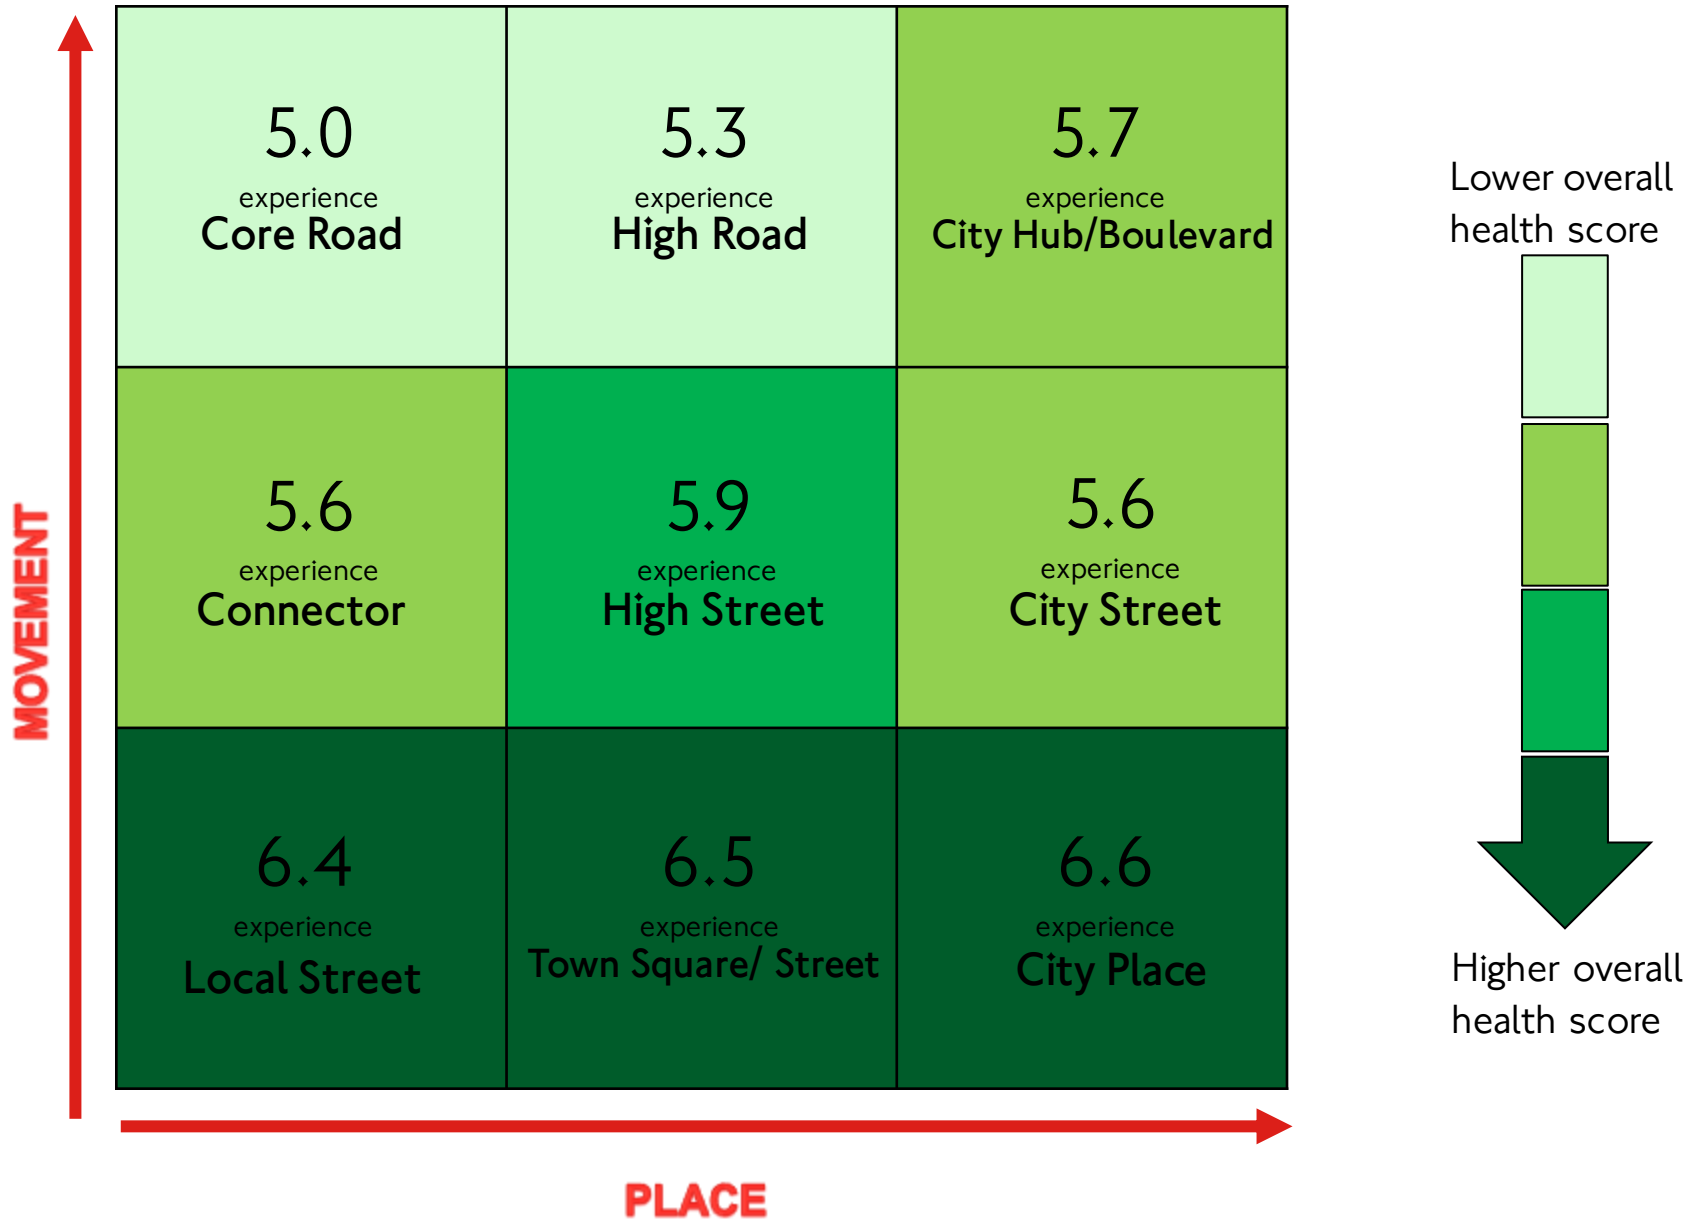 5.0
experience
Core Road
5.3
experience
High Road
5.7
experience
City Hub/Boulevard
5.6
experience
Connector
5.9
experience
High Street
5.6
experience
City Street
6.4
experience
Local Street
6.5
experience
Town Square/ Street
6.6
experience
City Place
MOVEMENT
PLACE
Lower overall
health score
Higher overall
health score